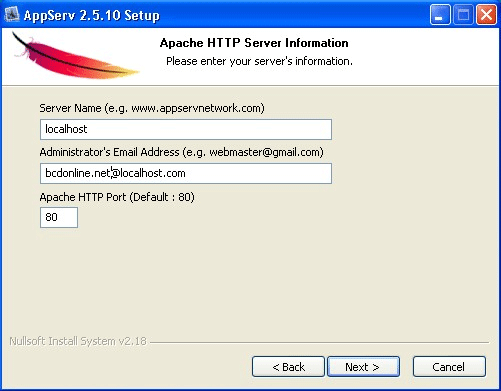 AppServ 2.5.10 Setup
Apache HTTP Server Information
Please enter your server's information.
Server Name (e.g. www.appservnetwork.com)
localhost
Administrator's Email Address (e.g. webmaster@gmail.com)
bcdonline.net@localhost.com
Apache HTTP Port (Default : 80)
80
Nullsoft Install System v2.18
< Back Next > Cancel